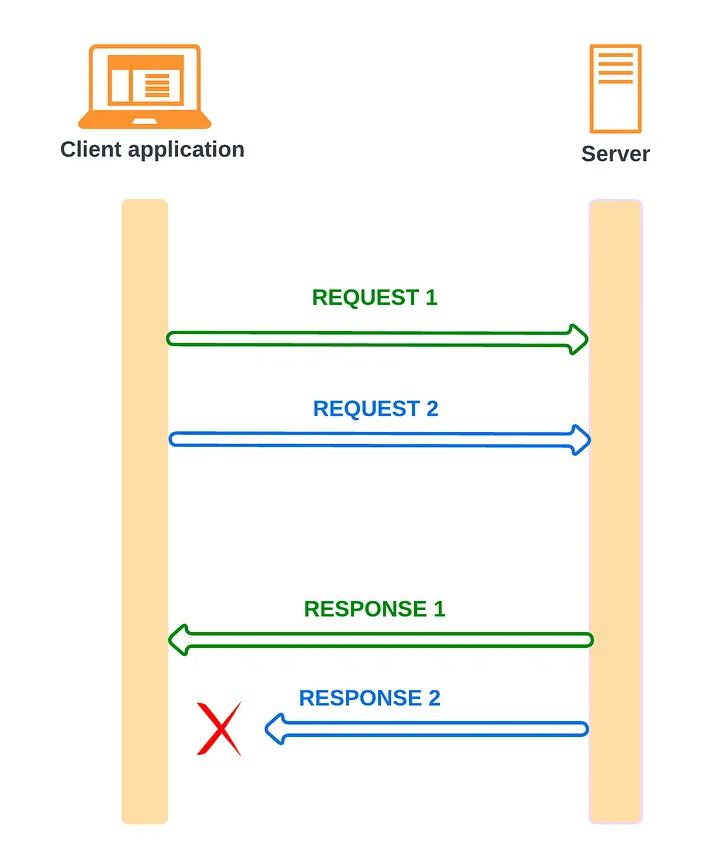 Client application
Server
REQUEST 1
REQUEST 2
RESPONSE 1
RESPONSE 2